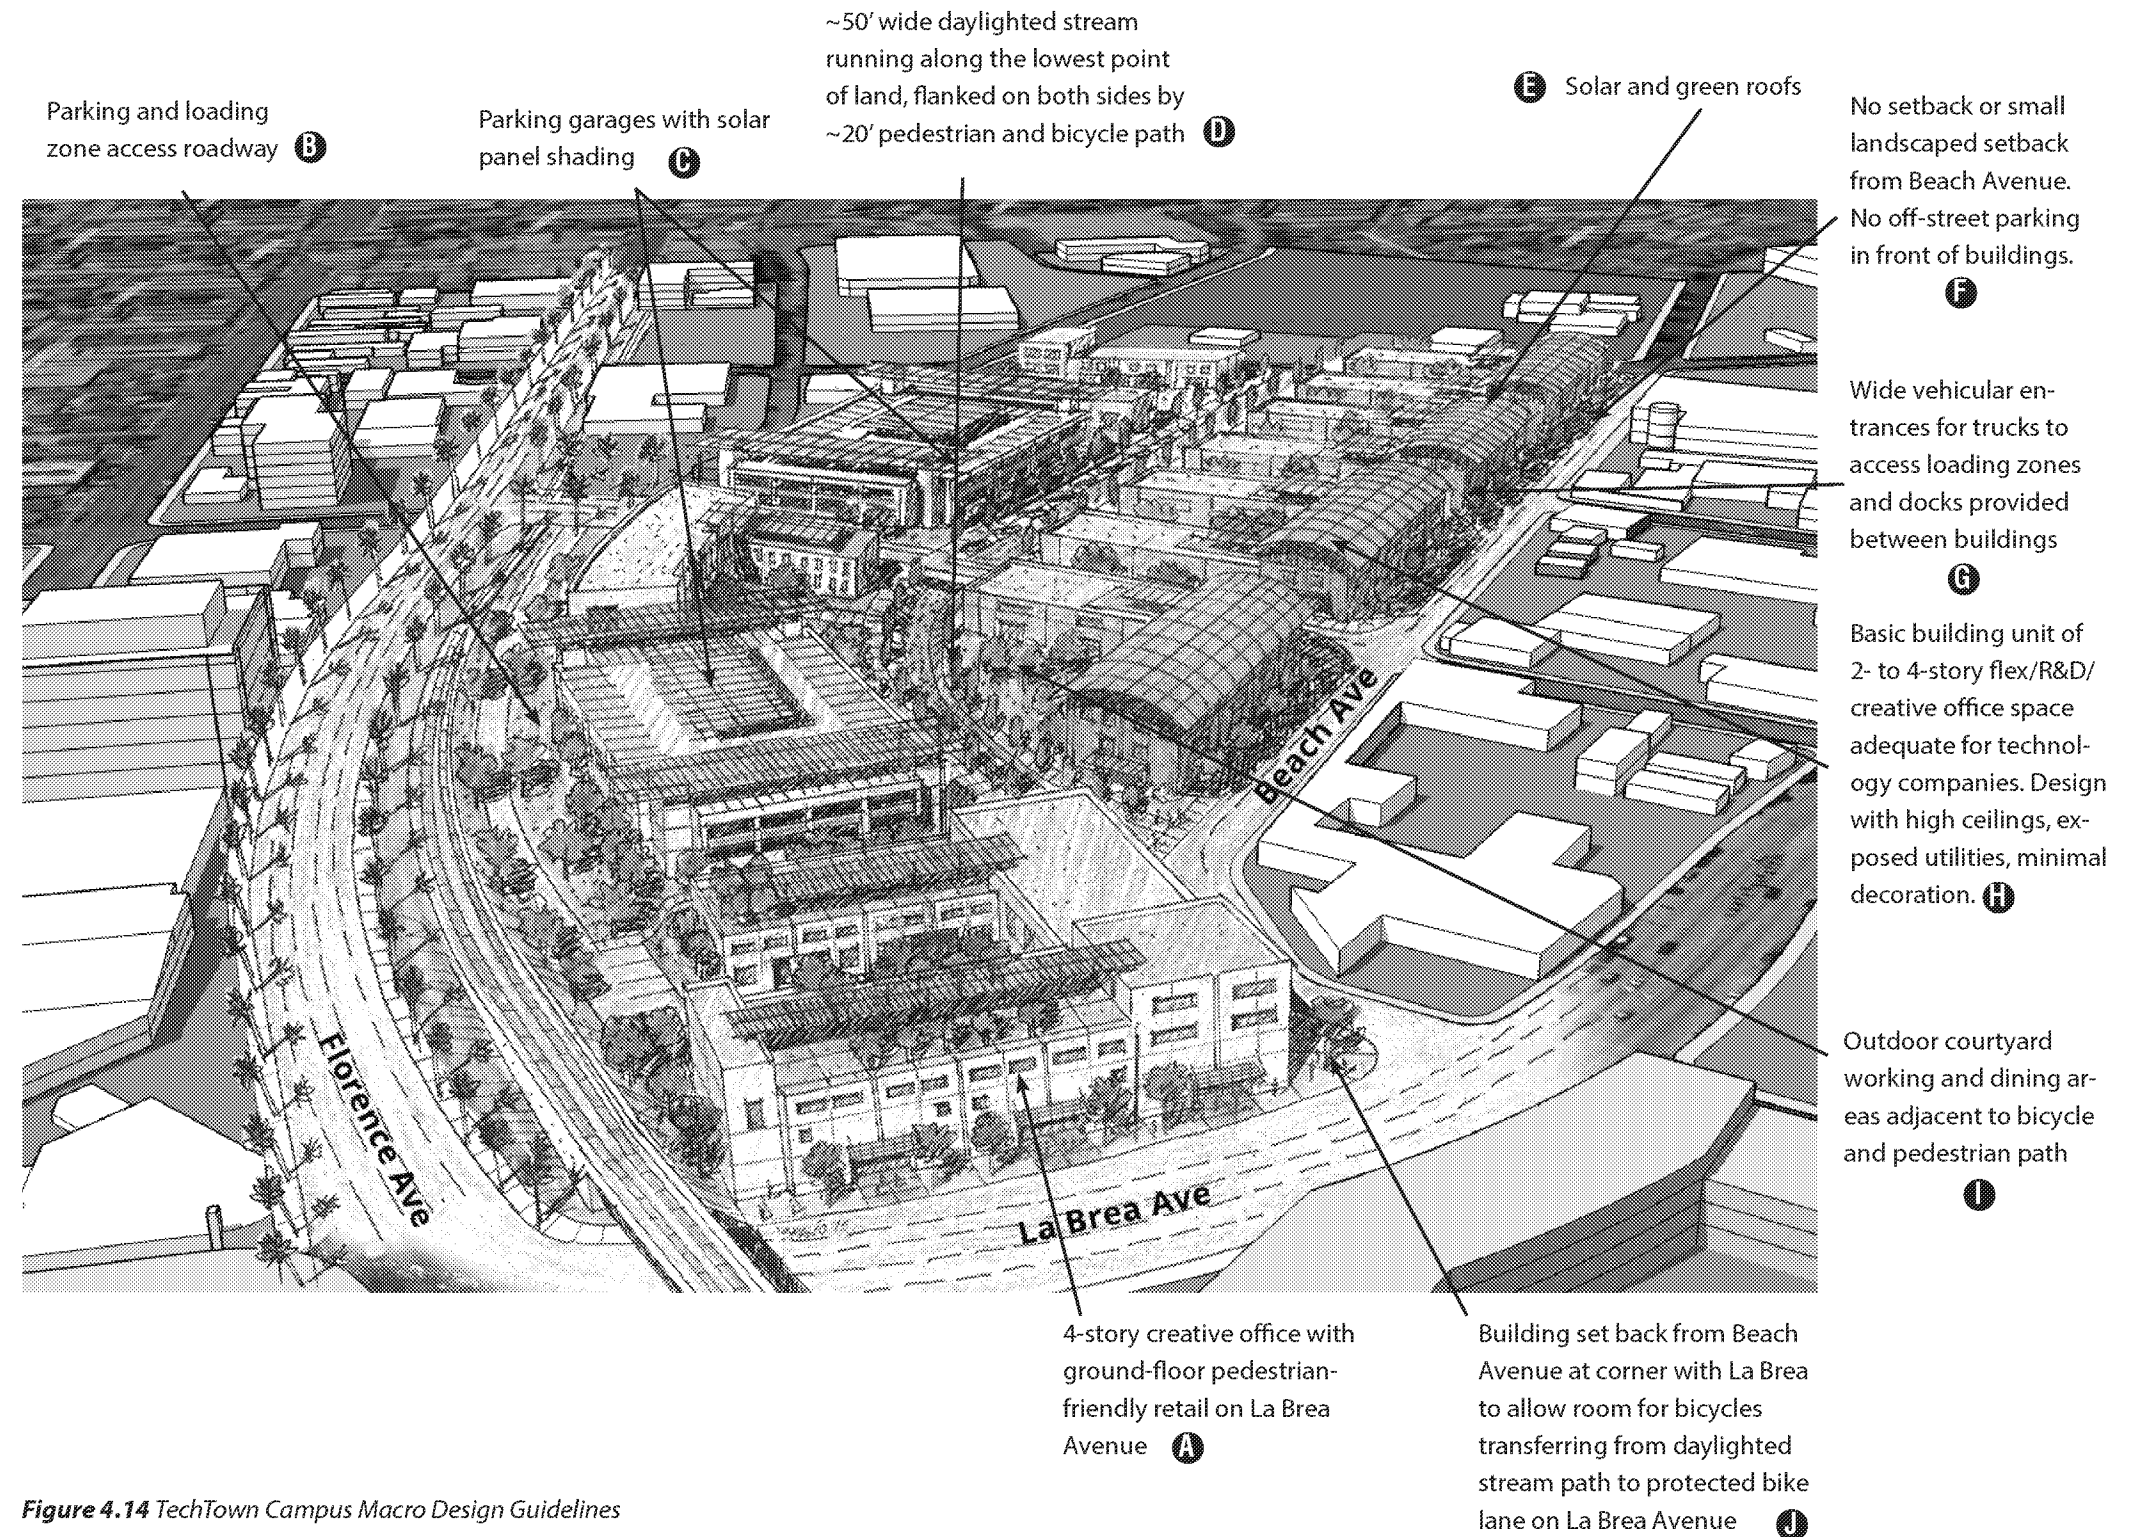 ~50' wide daylighted stream
running along the lowest point
of land, flanked on both sides by
~20' pedestrian and bicycle path D
Parking and loading
zone access roadway B
Parking garages with solar
panel shading C
E Solar and green roofs
No setback or small
landscaped setback
from Beach Avenue.
No off-street parking
in front of buildings.
F
Wide vehicular en-
trances for trucks to
access loading zones
and docks provided
between buildings
G
Basic building unit of
2- to 4-story flex/R&D/
creative office space
adequate for technol-
ogy companies. Design
with high ceilings, ex-
posed utilities, minimal
decoration. H
Outdoor courtyard
working and dining ar-
eas adjacent to bicycle
and pedestrian path
I
Beach Ave
Florence Ave
La Brea Ave
4-story creative office with
ground-floor pedestrian-
friendly retail on La Brea
Avenue A
Building set back from Beach
Avenue at corner with La Brea
to allow room for bicycles
transferring from daylighted
stream path to protected bike
lane on La Brea Avenue J
Figure 4.14 TechTown Campus Macro Design Guidelines